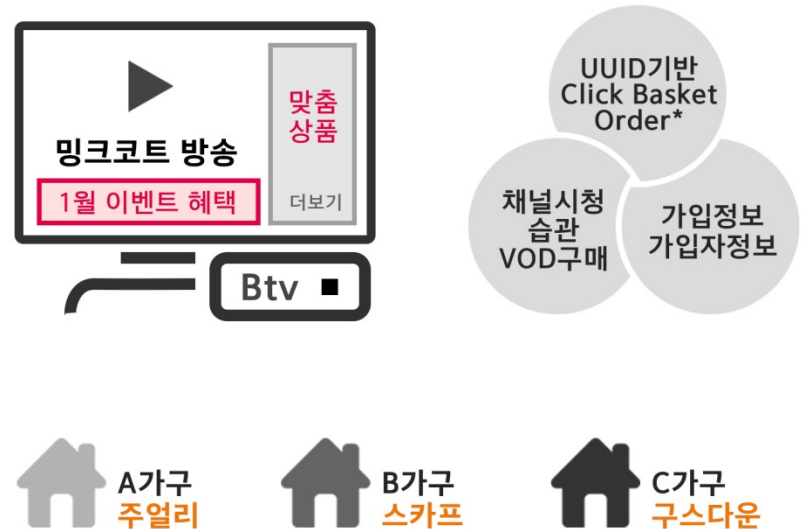 맞춤
상품
밍크코트 방송
1월 이벤트 혜택
더보기
Btv
UUID기반
Click Basket
Order*
채널시청
습관
VOD구매
가입정보
가입자정보
A가구
주얼리
B가구
스카프
C가구
구스다운